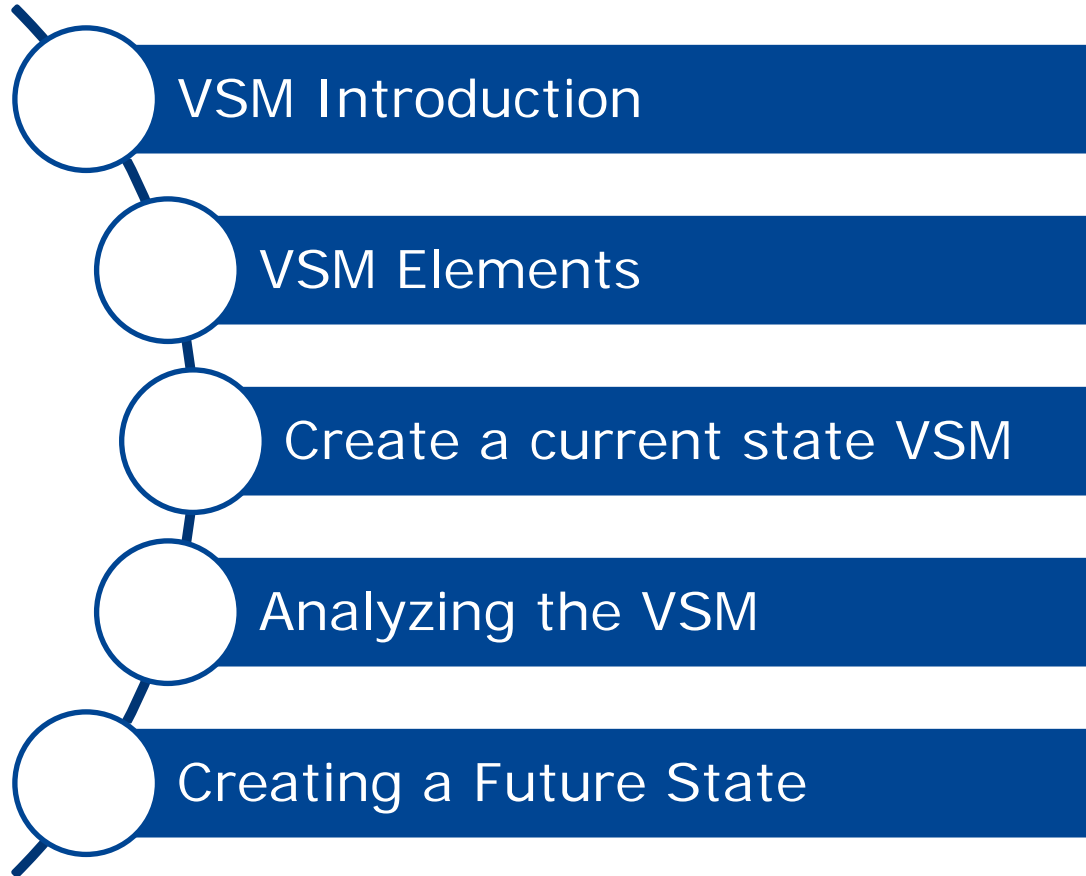 VSM Introduction
VSM Elements
Create a current state VSM
Analyzing the VSM
Creating a Future State